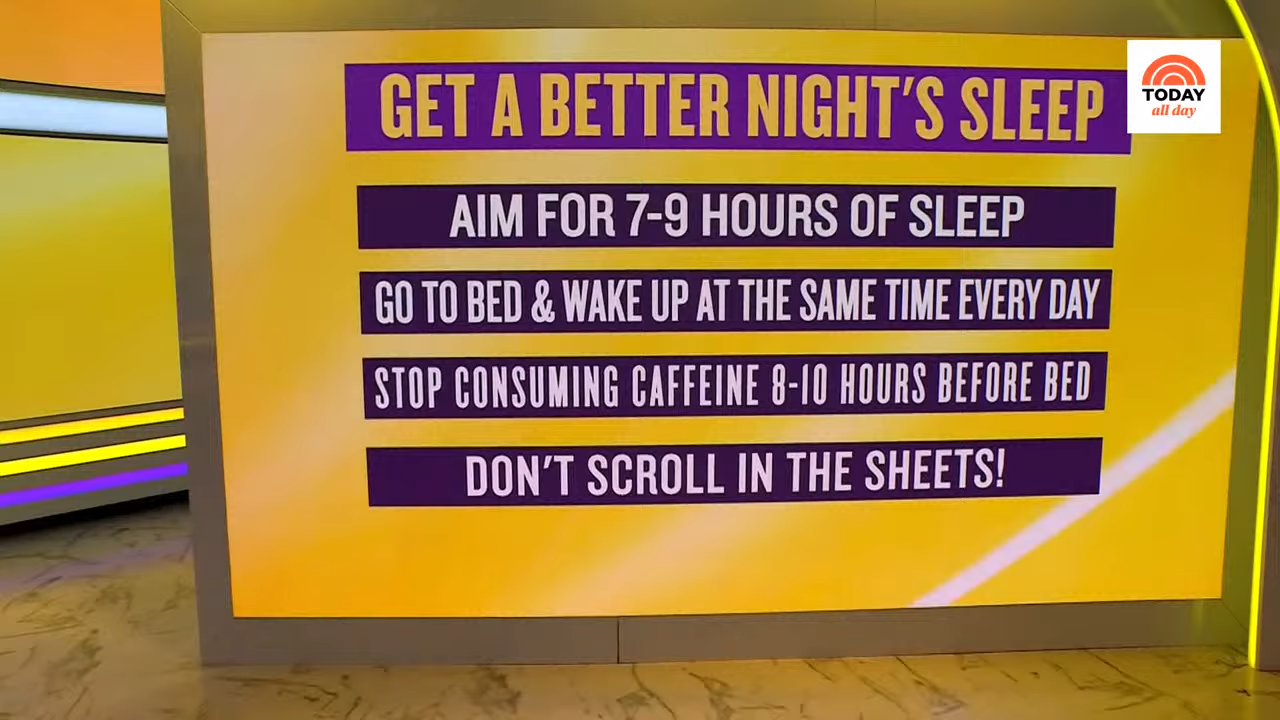 GET A BETTER NIGHT'S SLEEP
TODAY
all day
AIM FOR 7-9 HOURS OF SLEEP
GO TO BED & WAKE UP AT THE SAME TIME EVERY DAY
STOP CONSUMING CAFFEINE 8-10 HOURS BEFORE BED
DON'T SCROLL IN THE SHEETS!